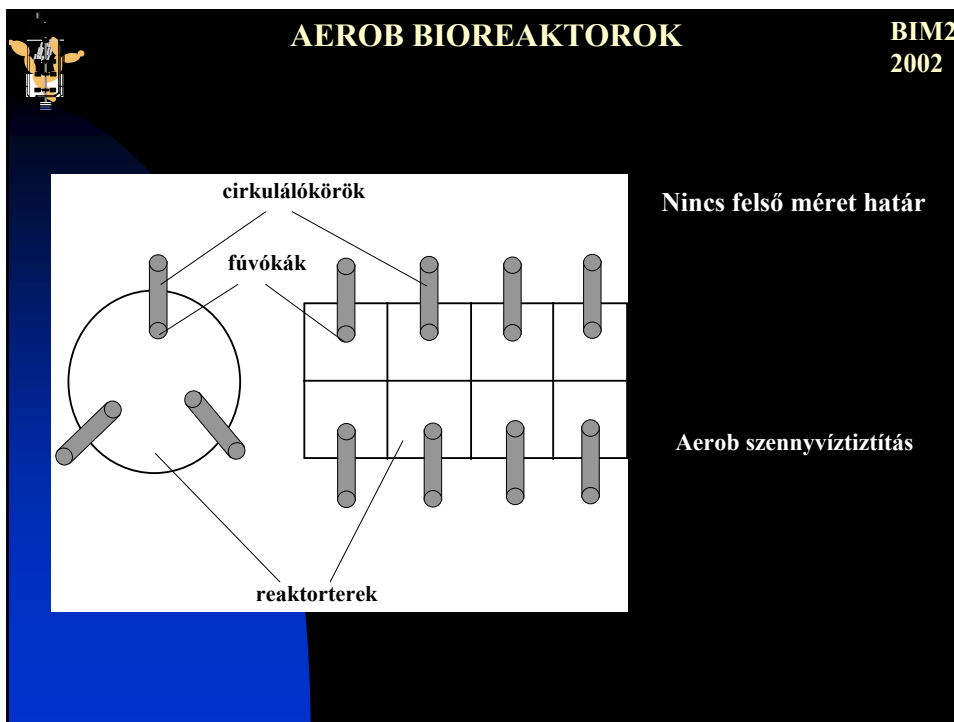 AEROB BIOREAKTOROK
BIM2
2002
cirkulálókörök
fúvókák
reaktorterek
Nincs felső méret határ
Aerob szennyvíztiztítás